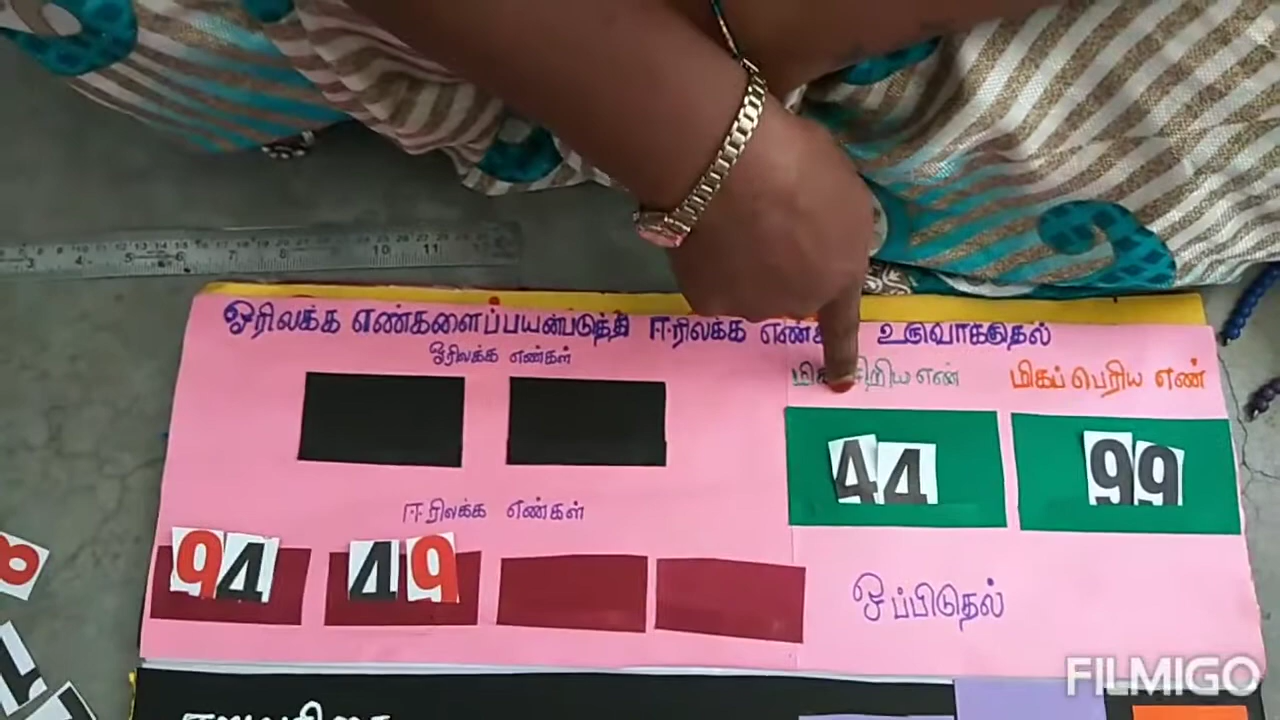 ஓரிலக்க எண்களைப்பயன்படுத்தி ஈரிலக்க உருவாக்குதல்
ஓரிலக்க எண்கள்
எண் மிகப் பெரிய எண்
44 99
ஈரிலக்க எண்கள்
94 49
ஒப்பிடுதல்
8
FILMIGO